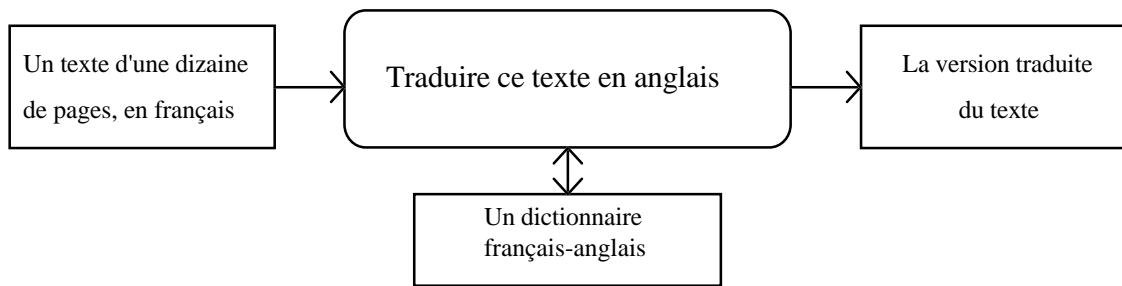 Un texte d'une dizaine
de pages, en français
Traduire ce texte en anglais
La version traduite
du texte
Un dictionnaire
français-anglais